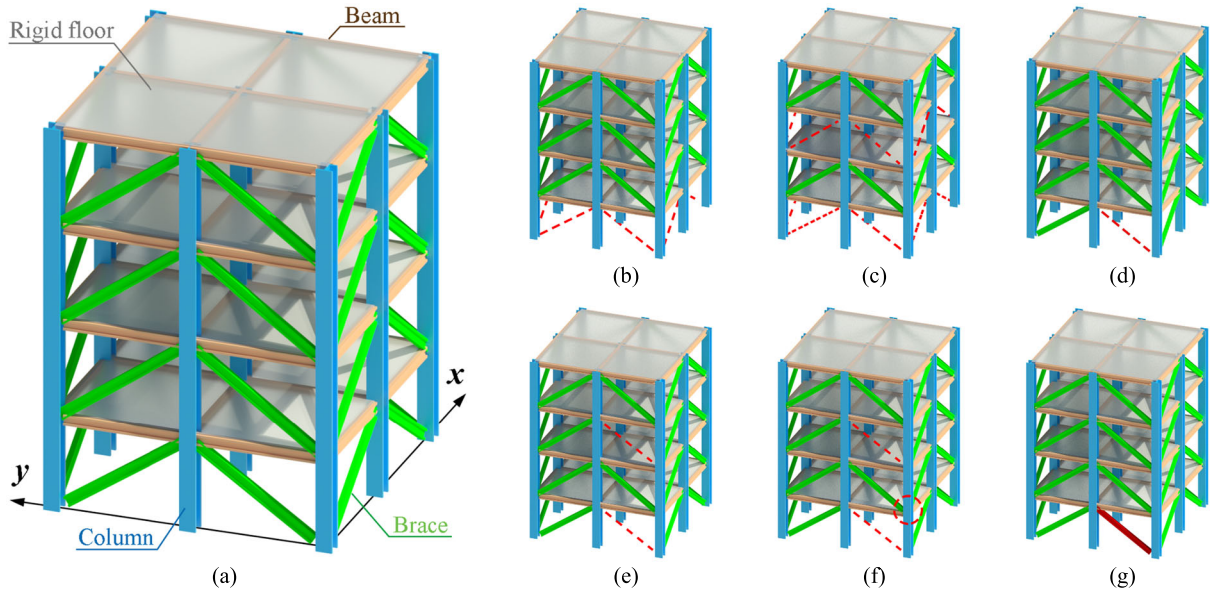 Rigid floor
Beam
x
y
Column
Brace
(a)
(b)
(c)
(d)
(e)
(f)
(g)